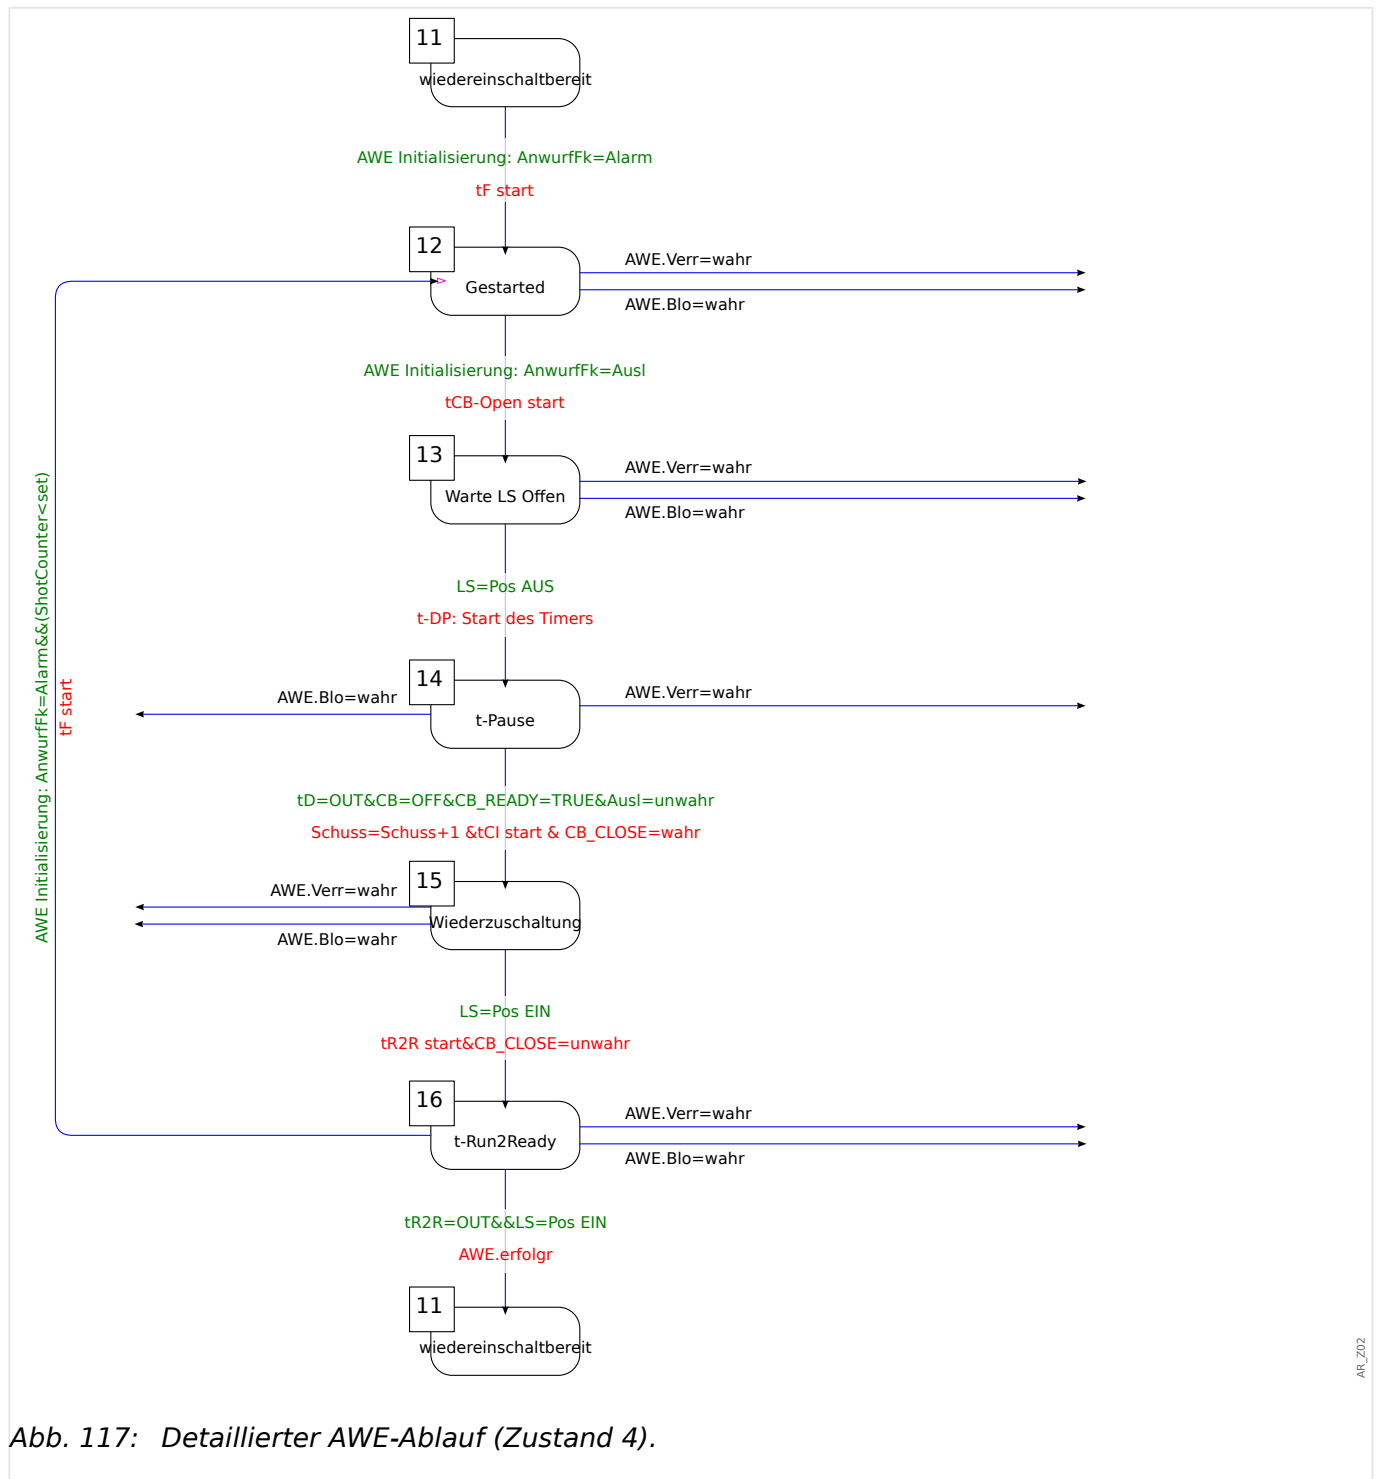 11
wiedereinschaltbereit
AWE Initialisierung: AnwurfFk=Alarm
tF start
12
Gestarted
AWE.Verr=wahr
AWE.Blo=wahr
AWE Initialisierung: AnwurfFk=Ausl
tCB-Open start
13
Warte LS Offen
AWE.Verr=wahr
AWE.Blo=wahr
LS=Pos AUS
t-DP: Start des Timers
AWE Initialisierung: AnwurfFk=Alarm&&(ShotCounter<set)
tF start
14
t-Pause
AWE.Blo=wahr
AWE.Verr=wahr
tD=OUT&CB=OFF&CB_READY=TRUE&Ausl=unwahr
Schuss=Schuss+1 &tCI start & CB_CLOSE=wahr
15
Wiederzuschaltung
AWE.Verr=wahr
AWE.Blo=wahr
LS=Pos EIN
tR2R start&CB_CLOSE=unwahr
16
t-Run2Ready
AWE.Verr=wahr
AWE.Blo=wahr
tR2R=OUT&&LS=Pos EIN
AWE.erfolgr
11
wiedereinschaltbereit
AR_Z02
Abb. 117: Detaillierter AWE-Ablauf (Zustand 4).